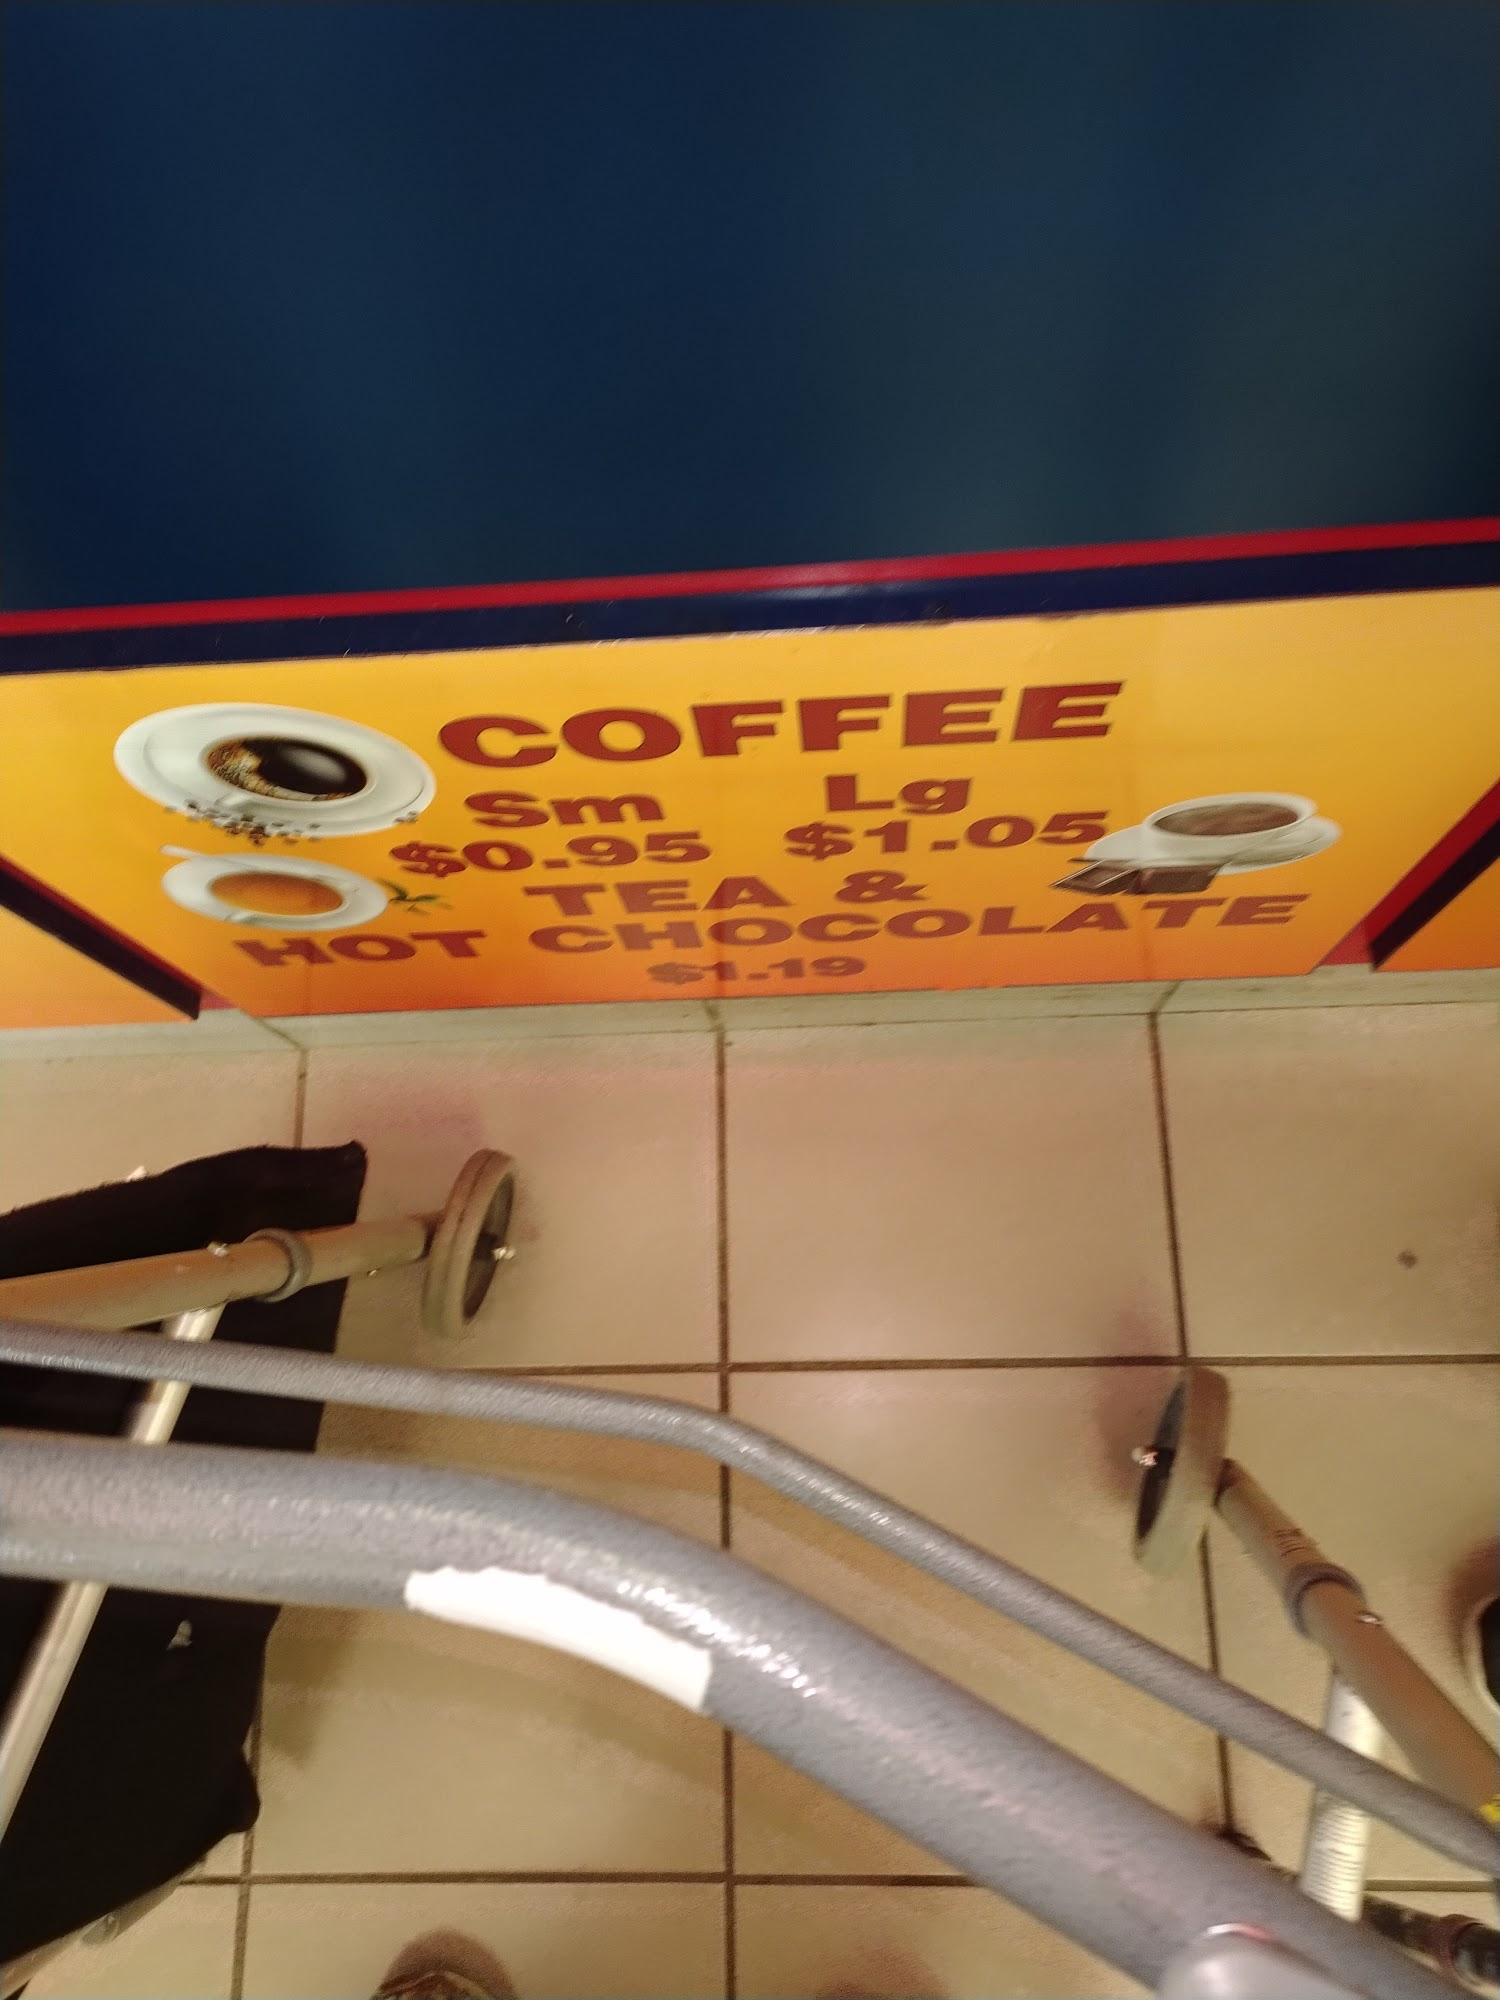 COFFEE
Sm Lg
$0.95 $1.05
TEA &
HOT CHOCOLATE
$1.19